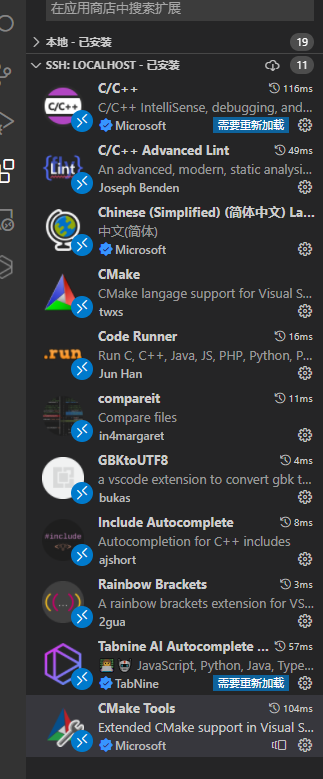 在应用商店中搜索扩展
本地 - 已安装 19
SSH: LOCALHOST - 已安装 11
C/C++ 116ms
C/C++ IntelliSense, debugging, and...
Microsoft 需要重新加载
C/C++ Advanced Lint 49ms
An advanced, modern, static analysi...
Joseph Benden
Chinese (Simplified) (简体中文) La...
中文(简体)
Microsoft
CMake
CMake langage support for Visual S...
twxs
Code Runner 16ms
Run C, C++, Java, JS, PHP, Python, P...
Jun Han
compareit 11ms
Compare files
in4margaret
GBKtoUTF8 4ms
a vscode extension to convert gbk t...
bukas
Include Autocomplete 8ms
Autocompletion for C++ includes
ajshort
Rainbow Brackets 3ms
A rainbow brackets extension for VS...
2gua
Tabnine AI Autocomplete ... 57ms
JavaScript, Python, Java, Type...
TabNine 需要重新加载
CMake Tools 104ms
Extended CMake support in Visual S...
Microsoft
C/C++
Lint
.run
#include